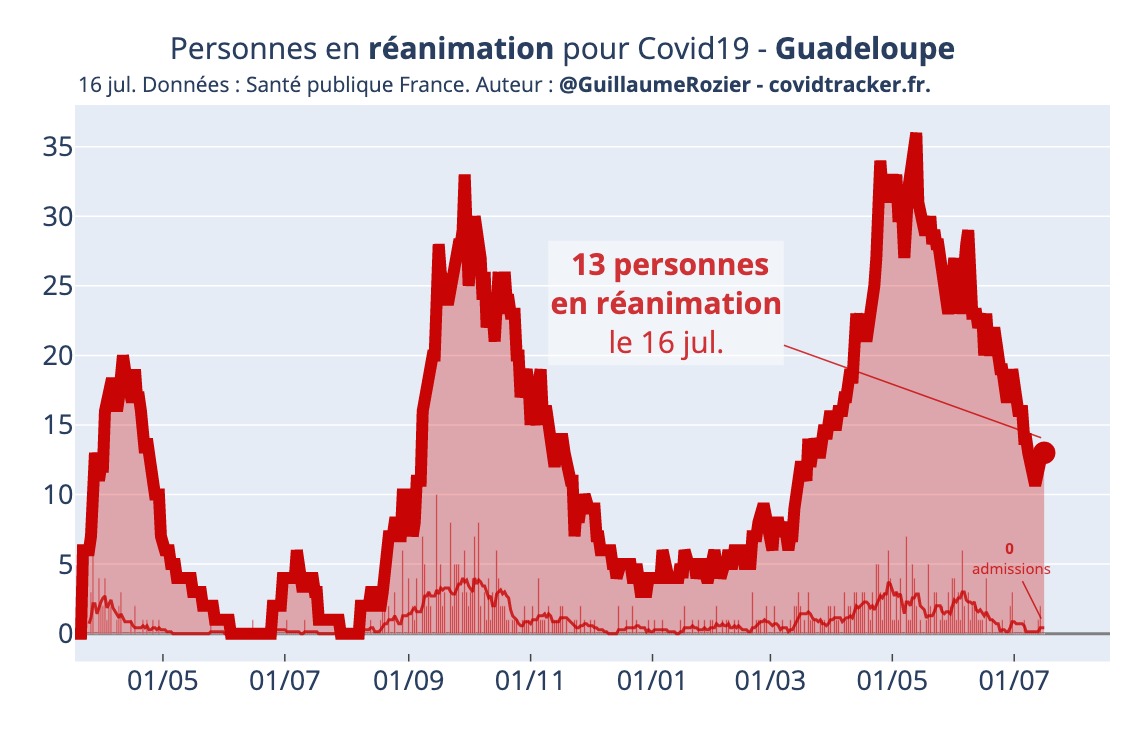 Personnes en réanimation pour Covid19 - Guadeloupe
16 jul. Données : Santé publique France. Auteur : @GuillaumeRozier - covidtracker.fr.
35
30
25
20
15
10
5
0
13 personnes
en réanimation
le 16 jul.
0
admissions
01/05 01/07 01/09 01/11 01/01 01/03 01/05 01/07